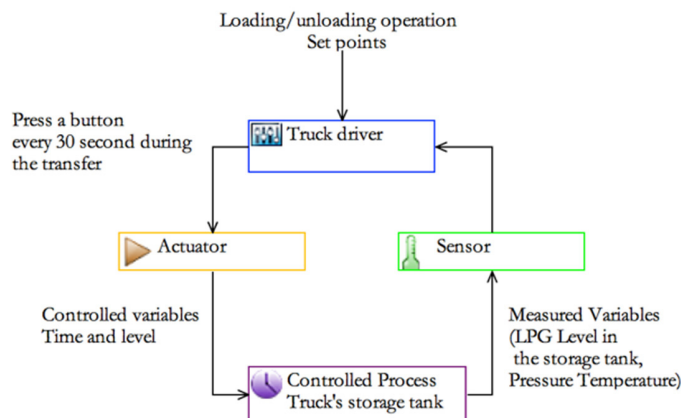 Loading/unloading operation
Set points
Press a button
every 30 second during
the transfer
Truck driver
Actuator
Sensor
Controlled variables
Time and level
Measured Variables
(LPG Level in
the storage tank,
Pressure Temperature)
Controlled Process
Truck's storage tank